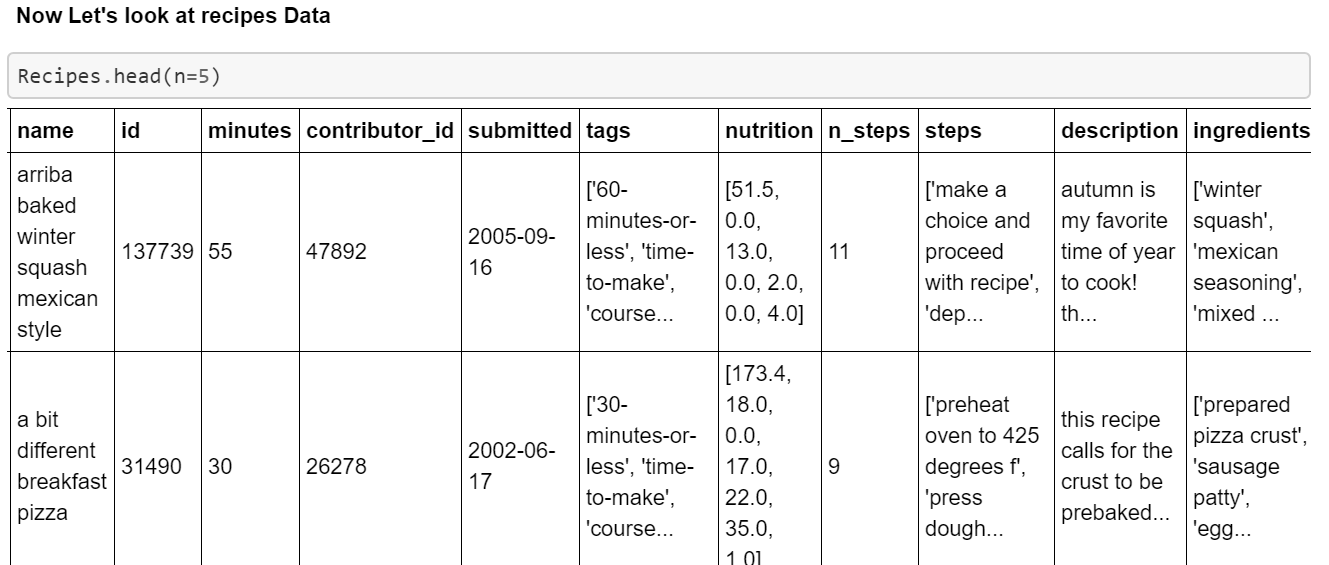 Now Let's look at recipes Data
Recipes.head(n=5)
name id minutes contributor_id submitted tags nutrition n_steps steps description ingredients
arriba
baked
winter
squash
mexican
style
137739
55
47892
2005-09-
16
['60-
minutes-or-
less', 'time-
to-make',
'course...
[51.5,
0.0,
13.0,
0.0, 2.0,
0.0, 4.0]
11
['make a
choice and
proceed
with recipe',
'dep...
autumn is
my favorite
time of year
to cook!
th...
['winter
squash',
'mexican
seasoning',
'mixed ...
a bit
different
breakfast
pizza
31490
30
26278
2002-06-
17
['30-
minutes-or-
less', 'time-
to-make',
'course...
[173.4,
18.0,
0.0,
17.0,
22.0,
35.0,
1.0]
9
['preheat
oven to 425
degrees f',
'press
dough...
this recipe
calls for the
crust to be
prebaked...
['prepared
pizza crust',
'sausage
patty',
'egg...